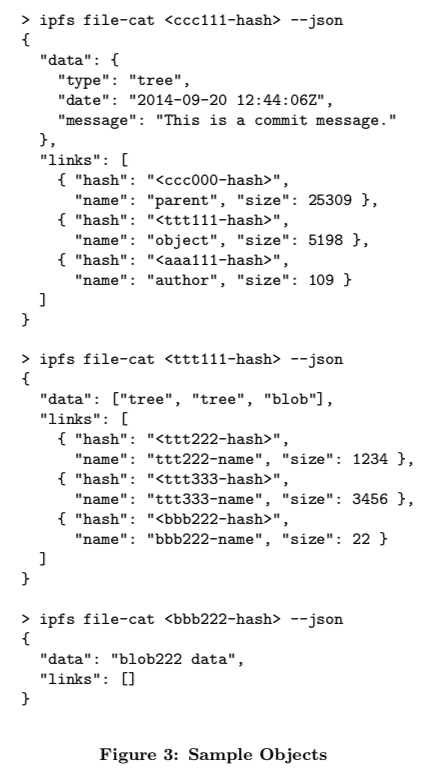 > ipfs file-cat <ccc111-hash> --json
{
  "data": {
    "type": "tree",
    "date": "2014-09-20 12:44:06Z",
    "message": "This is a commit message."
  },
  "links": [
    { "hash": "<ccc000-hash>",
      "name": "parent", "size": 25309 },
    { "hash": "<ttt111-hash>",
      "name": "object", "size": 5198 },
    { "hash": "<aaa111-hash>",
      "name": "author", "size": 109 }
  ]
}

> ipfs file-cat <ttt111-hash> --json
{
  "data": ["tree", "tree", "blob"],
  "links": [
    { "hash": "<ttt222-hash>",
      "name": "ttt222-name", "size": 1234 },
    { "hash": "<ttt333-hash>",
      "name": "ttt333-name", "size": 3456 },
    { "hash": "<bbb222-hash>",
      "name": "bbb222-name", "size": 22 }
  ]
}

> ipfs file-cat <bbb222-hash> --json
{
  "data": "blob222 data",
  "links": []
}

Figure 3: Sample Objects